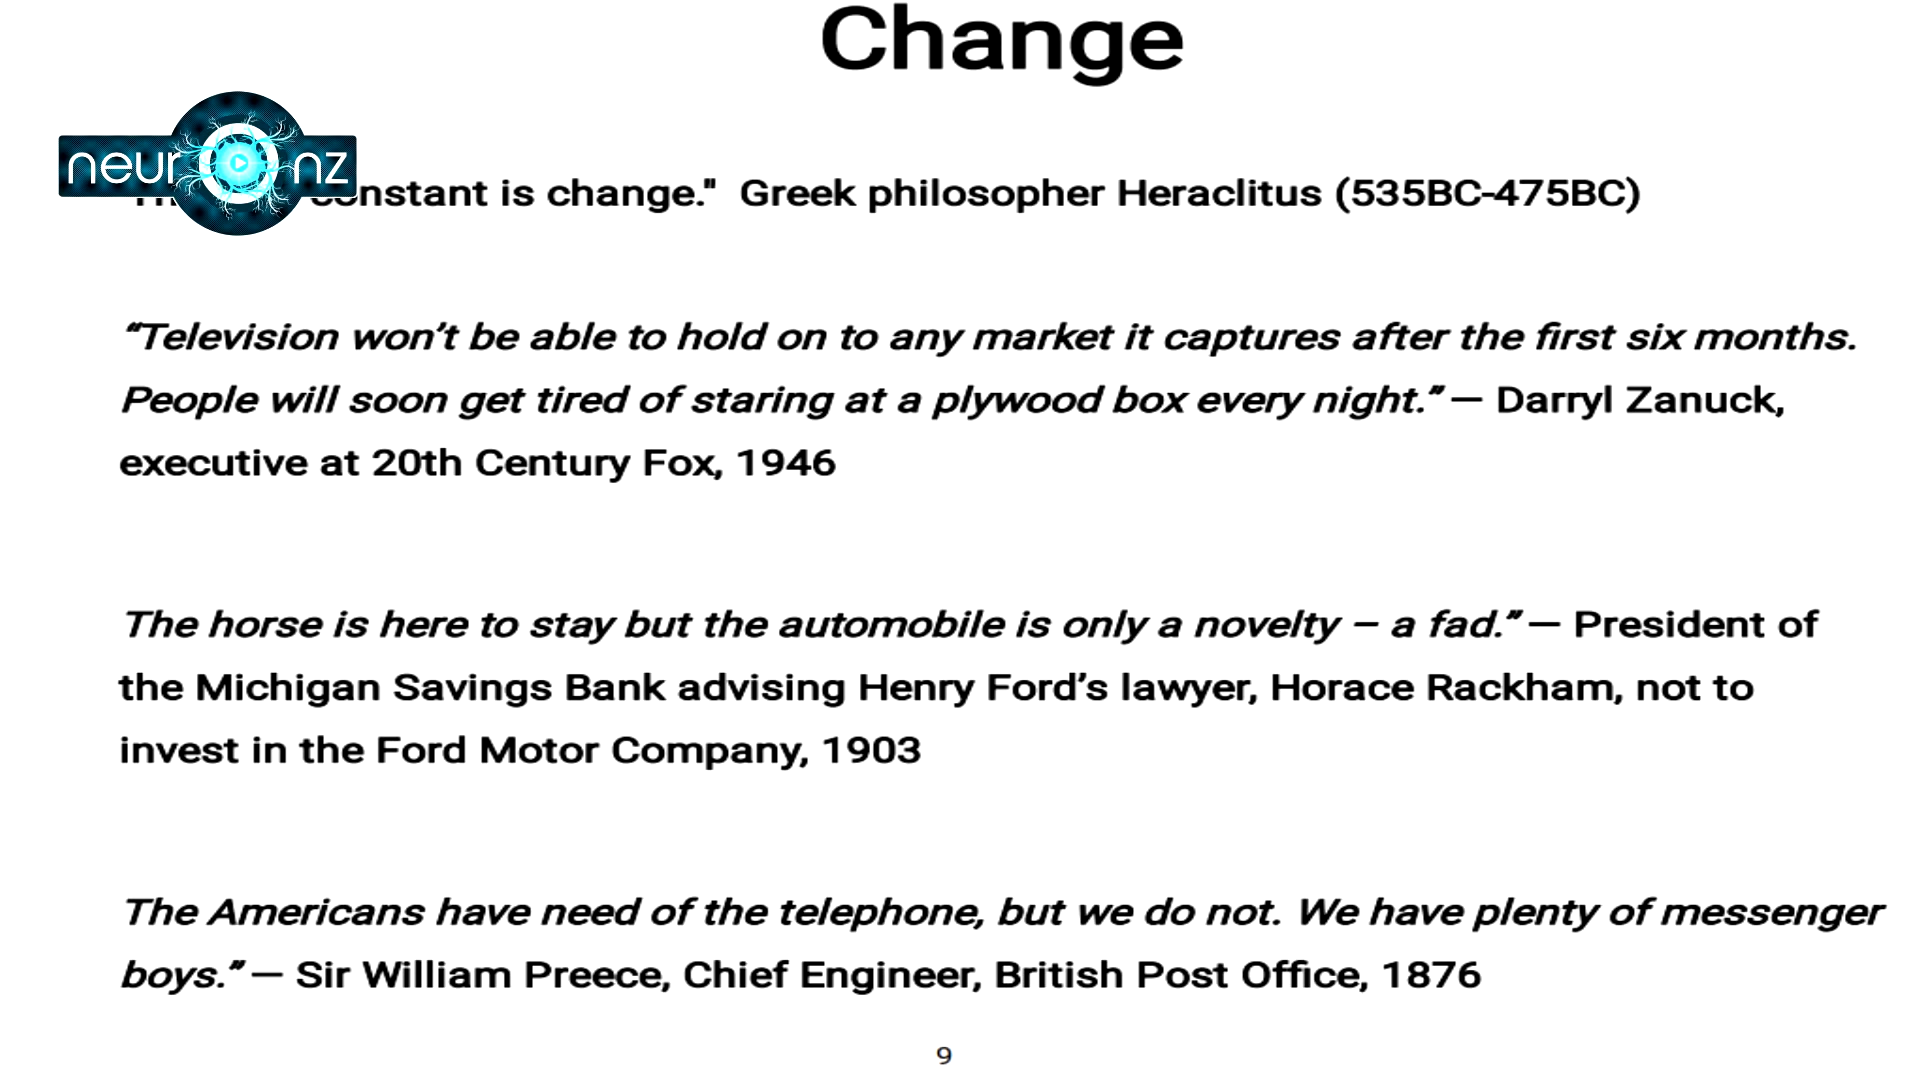 Change
neuronz
constant is change."  Greek philosopher Heraclitus (535BC-475BC)
“Television won’t be able to hold on to any market it captures after the first six months.
People will soon get tired of staring at a plywood box every night.” — Darryl Zanuck,
executive at 20th Century Fox, 1946
The horse is here to stay but the automobile is only a novelty – a fad.” — President of
the Michigan Savings Bank advising Henry Ford’s lawyer, Horace Rackham, not to
invest in the Ford Motor Company, 1903
The Americans have need of the telephone, but we do not. We have plenty of messenger
boys.” — Sir William Preece, Chief Engineer, British Post Office, 1876
9